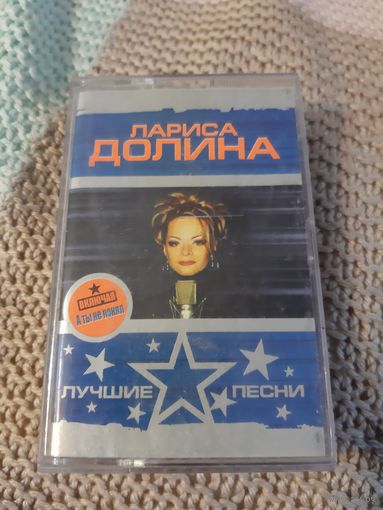 ЛАРИСА
ДОЛИНА
ВКЛЮЧАЯ
А ТЫ НЕ ПОНЯЛ
ЛУЧШИЕ ПЕСНИ